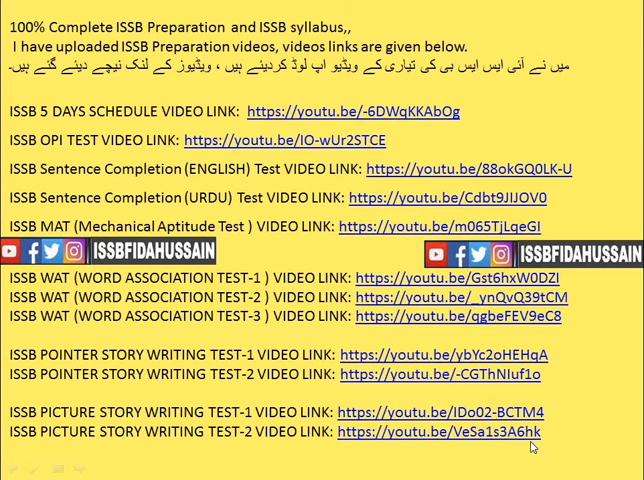 100% Complete ISSB Preparation and ISSB syllabus,,
I have uploaded ISSB Preparation videos, videos links are given below.
میں نے آئی ایس ایس بی کی تیاری کے ویڈیو اپ لوڈ کردیئے ہیں ، ویڈیوز کے لنک نیچے دیئے گئے ہیں۔
ISSB 5 DAYS SCHEDULE VIDEO LINK: https://youtu.be/-6DWqKKAbOg
ISSB OPI TEST VIDEO LINK: https://youtu.be/IO-wUr2STCE
ISSB Sentence Completion (ENGLISH) Test VIDEO LINK: https://youtu.be/88okGQ0LK-U
ISSB Sentence Completion (URDU) Test VIDEO LINK: https://youtu.be/Cdbt9JIJOV0
ISSB MAT (Mechanical Aptitude Test ) VIDEO LINK: https://youtu.be/m065TjLqeGI
ISSBFIDAHUSSAIN
ISSBFIDAHUSSAIN
ISSB WAT (WORD ASSOCIATION TEST-1 ) VIDEO LINK: https://youtu.be/Gst6hxW0DZI
ISSB WAT (WORD ASSOCIATION TEST-2 ) VIDEO LINK: https://youtu.be/_ynQvQ39tCM
ISSB WAT (WORD ASSOCIATION TEST-3 ) VIDEO LINK: https://youtu.be/qgbeFEV9eC8
ISSB POINTER STORY WRITING TEST-1 VIDEO LINK: https://youtu.be/ybYc2oHEHqA
ISSB POINTER STORY WRITING TEST-2 VIDEO LINK: https://youtu.be/-CGThNIuf1o
ISSB PICTURE STORY WRITING TEST-1 VIDEO LINK: https://youtu.be/IDo02-BCTM4
ISSB PICTURE STORY WRITING TEST-2 VIDEO LINK: https://youtu.be/VeSa1s3A6hk